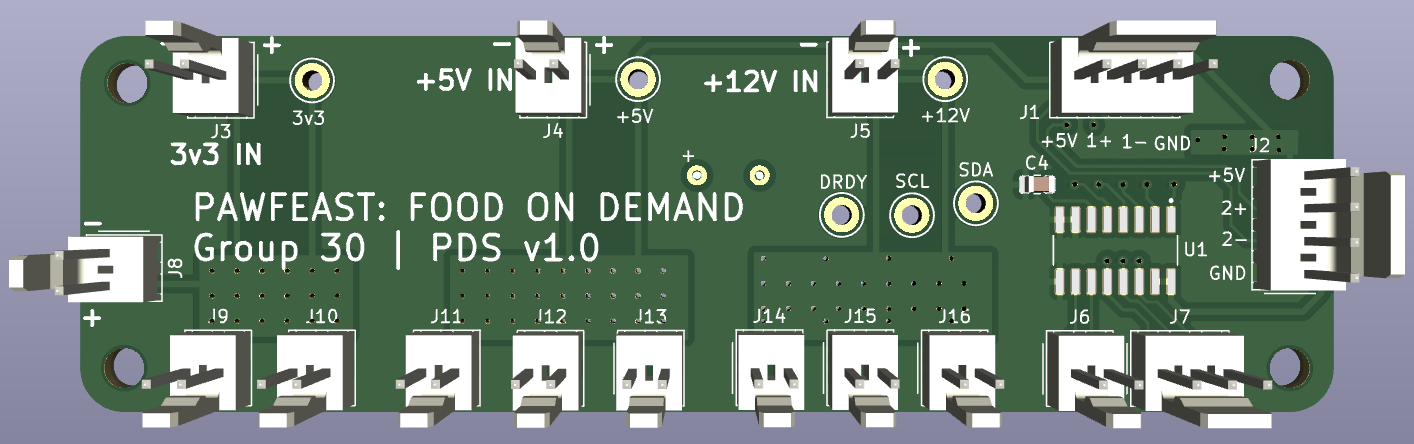 - +
J3
3v3
3v3 IN
- +
+5V IN
J4
+5V
- +
+12V IN
J5
+12V
J1
+5V 1+ 1- GND
J2
+5V
2+
2-
GND
C4
U1
+
DRDY
SCL
SDA
PAWFEAST: FOOD ON DEMAND
Group 30 | PDS v1.0
-
J8
+
J9
J10
J11
J12
J13
J14
J15
J16
J6
J7